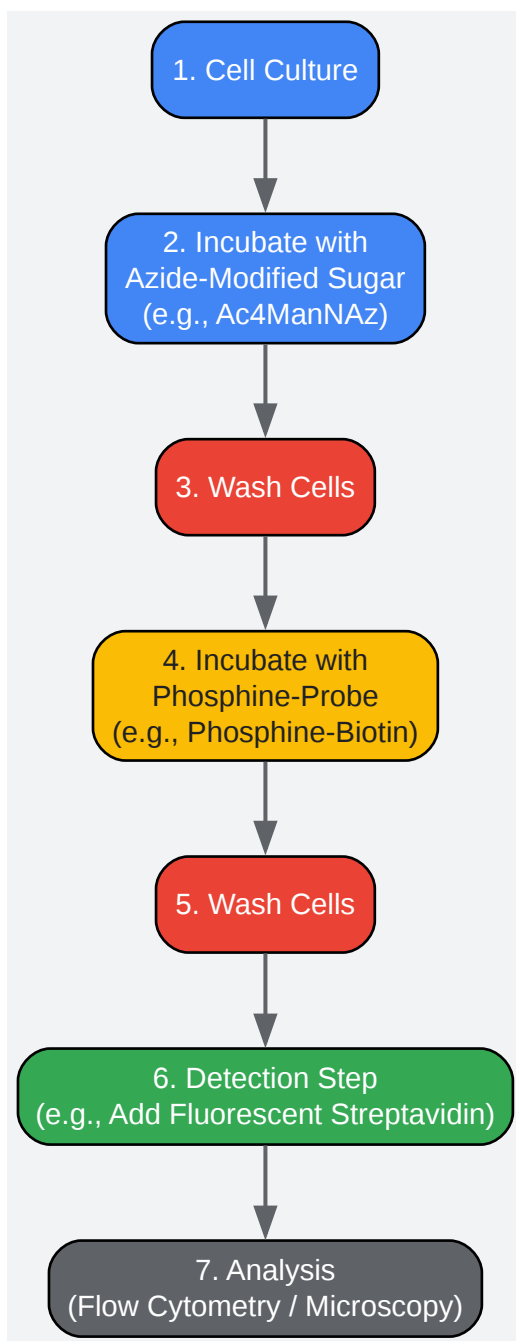 1. Cell Culture
2. Incubate with
Azide-Modified Sugar
(e.g., Ac4ManNAz)
3. Wash Cells
4. Incubate with
Phosphine-Probe
(e.g., Phosphine-Biotin)
5. Wash Cells
6. Detection Step
(e.g., Add Fluorescent Streptavidin)
7. Analysis
(Flow Cytometry / Microscopy)